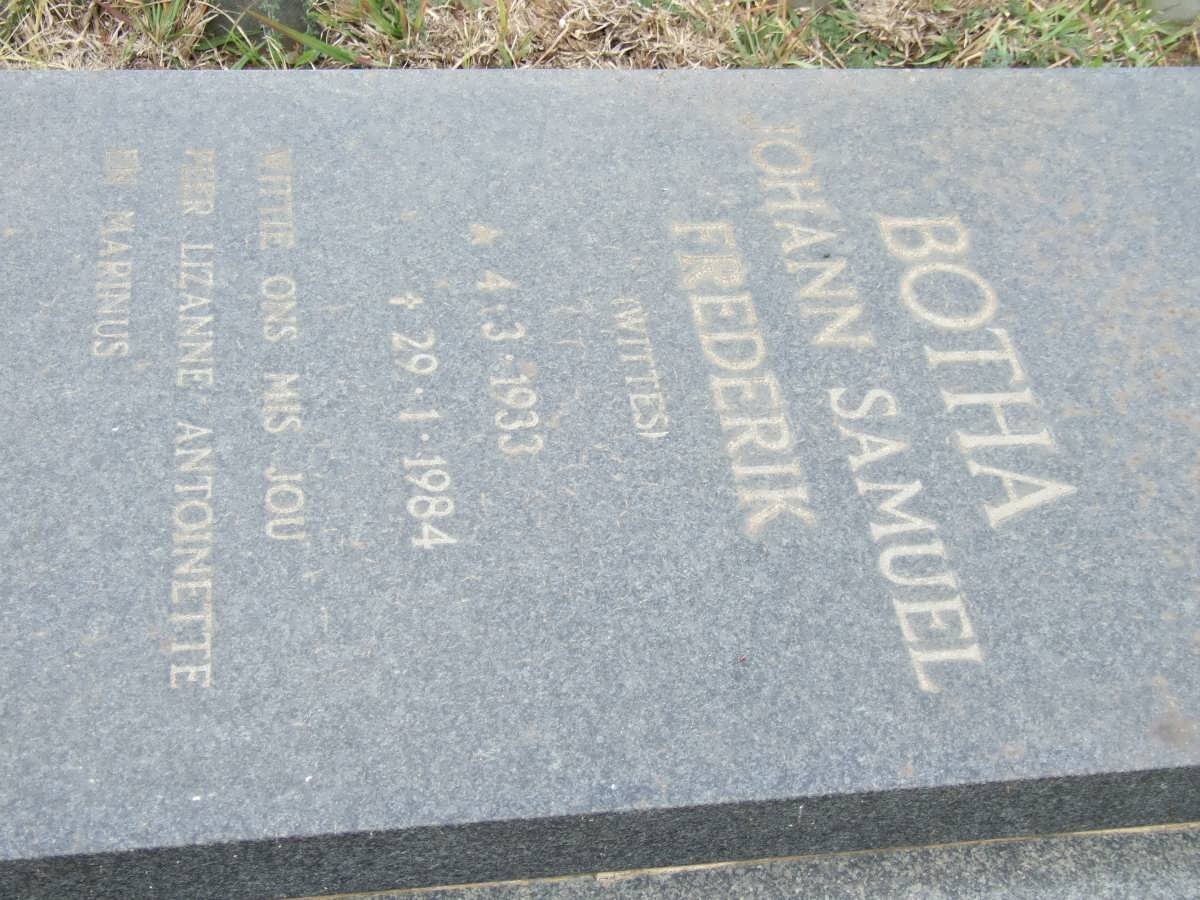 BOTHA
JOHANN SAMUEL
FREDERIK
(WITTES)
* 4·3·1933
✝ 29·1·1984
WITTIE ONS MIS JOU
PEER LIZANNE ANTOINETTE
EN MARINUS